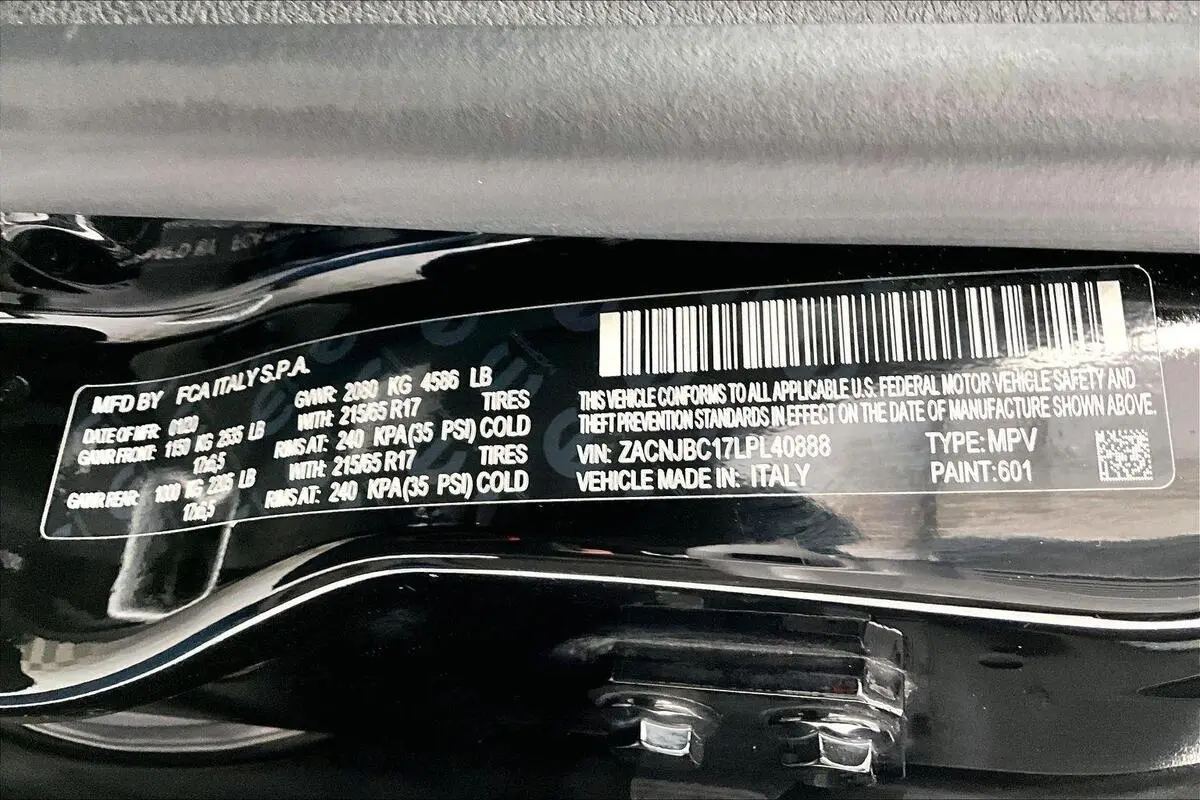 MFD BY FCA ITALY S.P.A.
DATE OF MFR: 01/20 GVWR: 2080 KG 4586 LB
GAWR FRONT: 1150 KG 2535 LB WITH: 215/65 R17 TIRES
17x6,5 RIMS AT: 240 KPA (35 PSI) COLD
GAWR REAR: 1000 KG 2205 LB WITH: 215/65 R17 TIRES
17x6,5 RIMS AT: 240 KPA (35 PSI) COLD
THIS VEHICLE CONFORMS TO ALL APPLICABLE U.S. FEDERAL MOTOR VEHICLE SAFETY AND
THEFT PREVENTION STANDARDS IN EFFECT ON THE DATE OF MANUFACTURE SHOWN ABOVE.
VIN: ZACNJBC17LPL40888 TYPE: MPV
VEHICLE MADE IN: ITALY PAINT:601